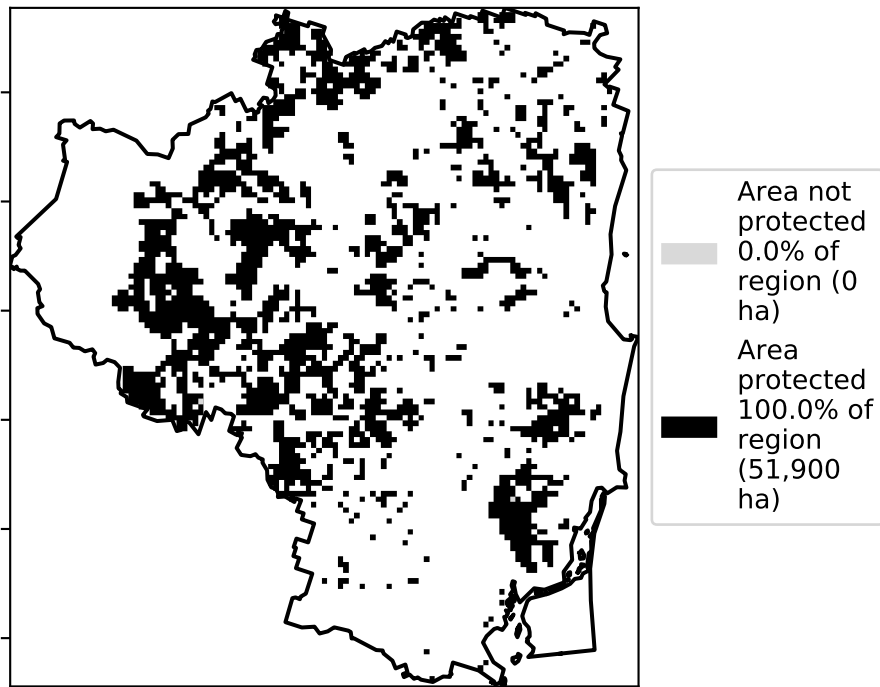 Area not
protected
0.0% of
region (0
ha)
Area
protected
100.0% of
region
(51,900
ha)